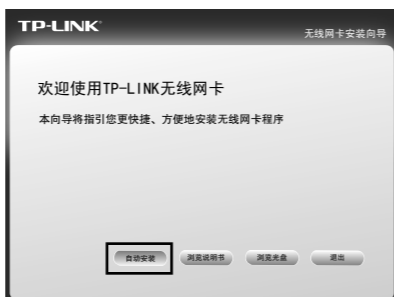 TP-LINK
无线网卡安装向导
欢迎使用TP-LINK无线网卡
本向导将指引您更快捷、方便地安装无线网卡程序
自动安装 浏览说明书 浏览光盘 退出